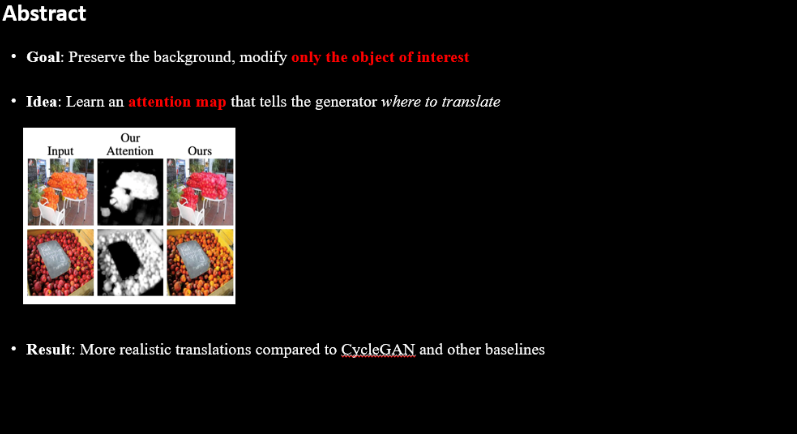 Abstract
• Goal: Preserve the background, modify only the object of interest
• Idea: Learn an attention map that tells the generator where to translate
Input Our Attention Ours
• Result: More realistic translations compared to CycleGAN and other baselines